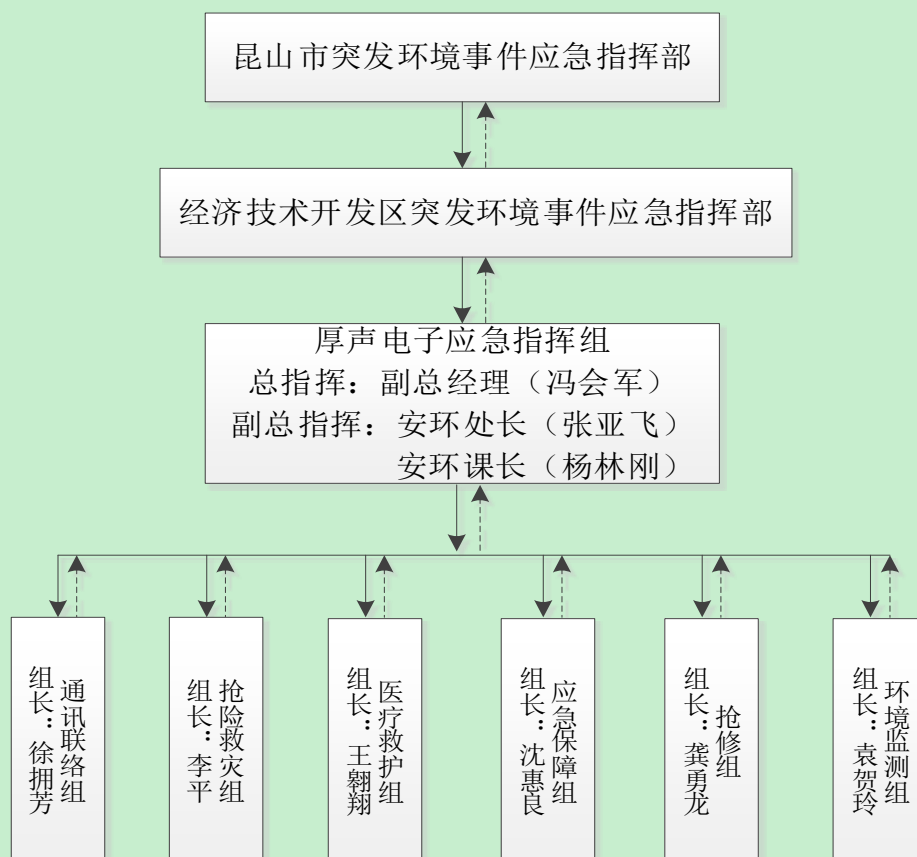 昆山市突发环境事件应急指挥部
经济技术开发区突发环境事件应急指挥部
厚声电子应急指挥组
总指挥：副总经理（冯会军）
副总指挥：安环处长（张亚飞）
安环课长（杨林刚）
通讯联络组
组长：徐拥芳
抢险救灾组
组长：李平
医疗救护组
组长：王翱翔
应急保障组
组长：沈惠良
抢修组
组长：龚勇龙
环境监测组
组长：袁贺玲